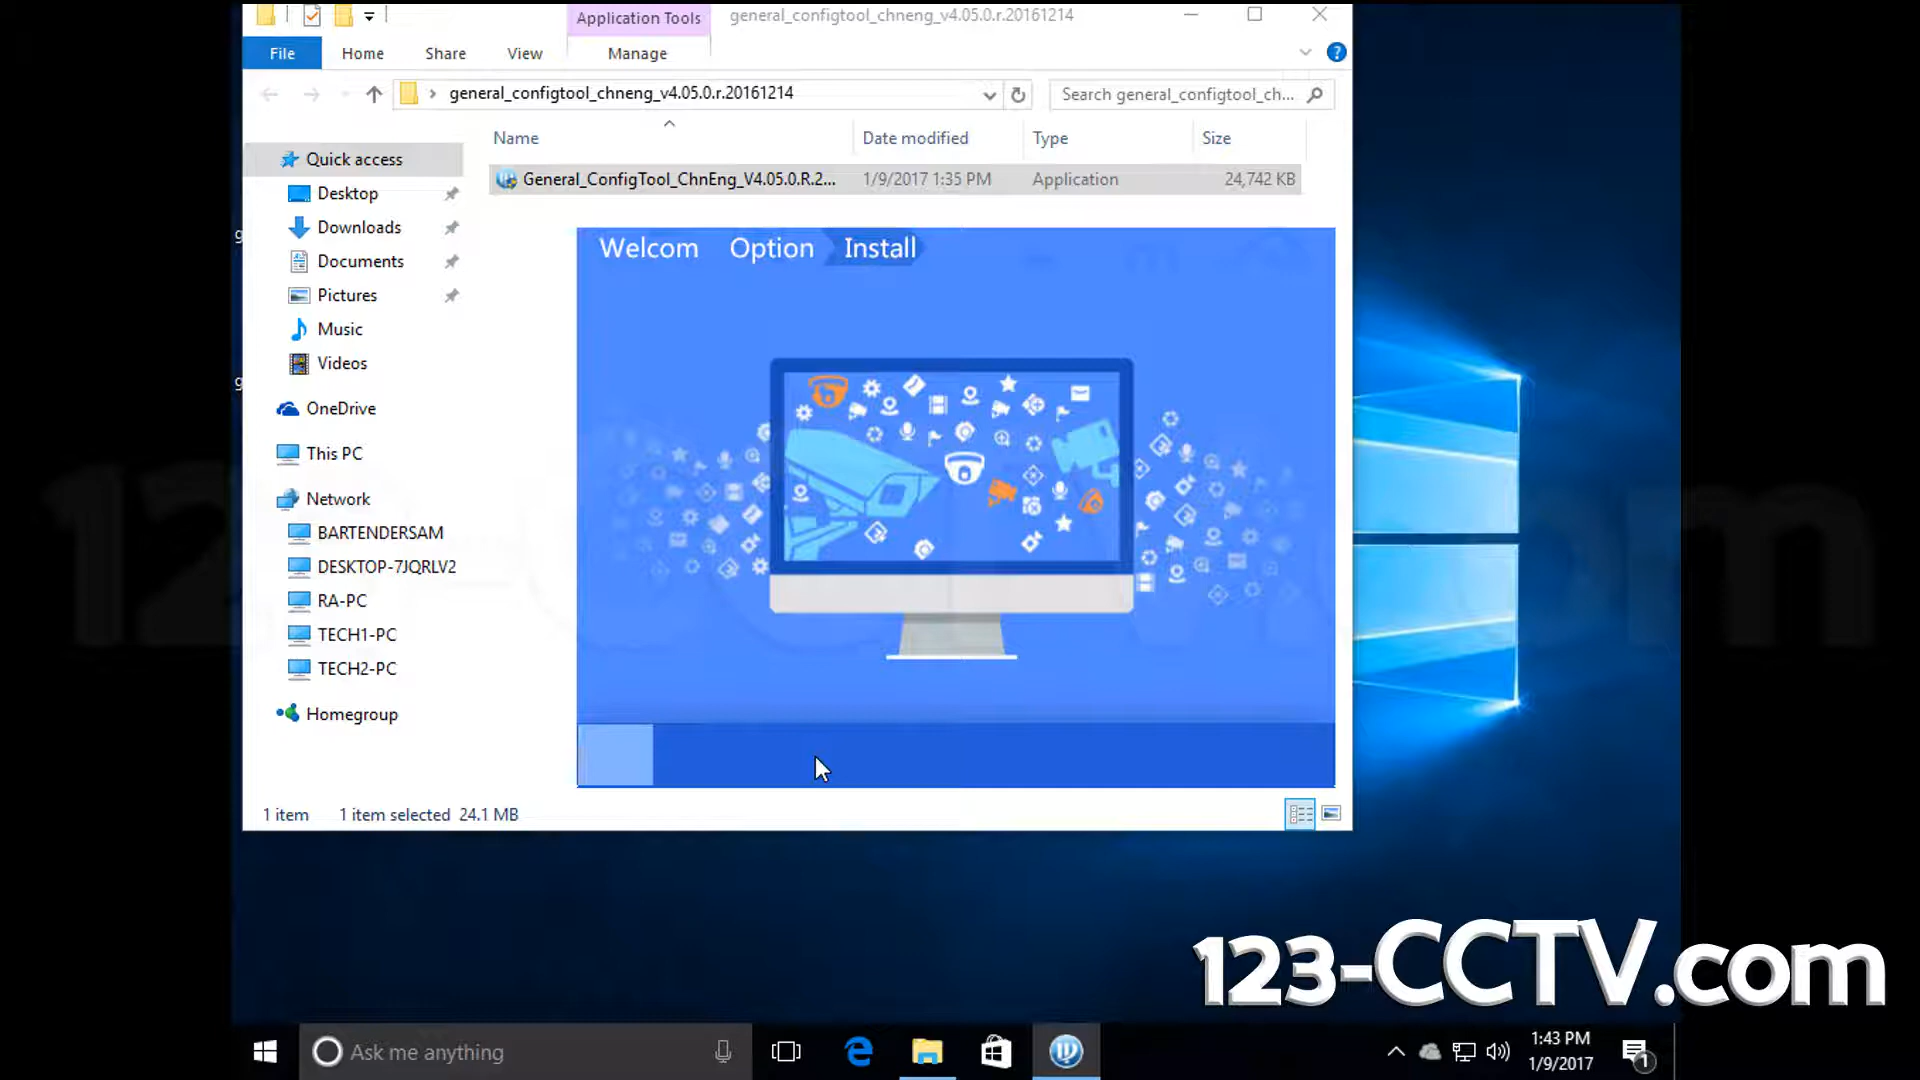 Application Tools
general_configtool_chneng_v4.05.0.r.20161214
File
Home
Share
View
Manage
general_configtool_chneng_v4.05.0.r.20161214
Search general_configtool_ch...
Name
Date modified
Type
Size
General_ConfigTool_ChnEng_V4.05.0.R.2...
1/9/2017 1:35 PM
Application
24,742 KB
Quick access
Desktop
Downloads
Documents
Pictures
Music
Videos
OneDrive
This PC
Network
BARTENDERSAM
DESKTOP-7JQRLV2
RA-PC
TECH1-PC
TECH2-PC
Homegroup
Welcom
Option
Install
1 item
1 item selected 24.1 MB
g
g
123-CCTV.com
Ask me anything
1:43 PM
1/9/2017
1